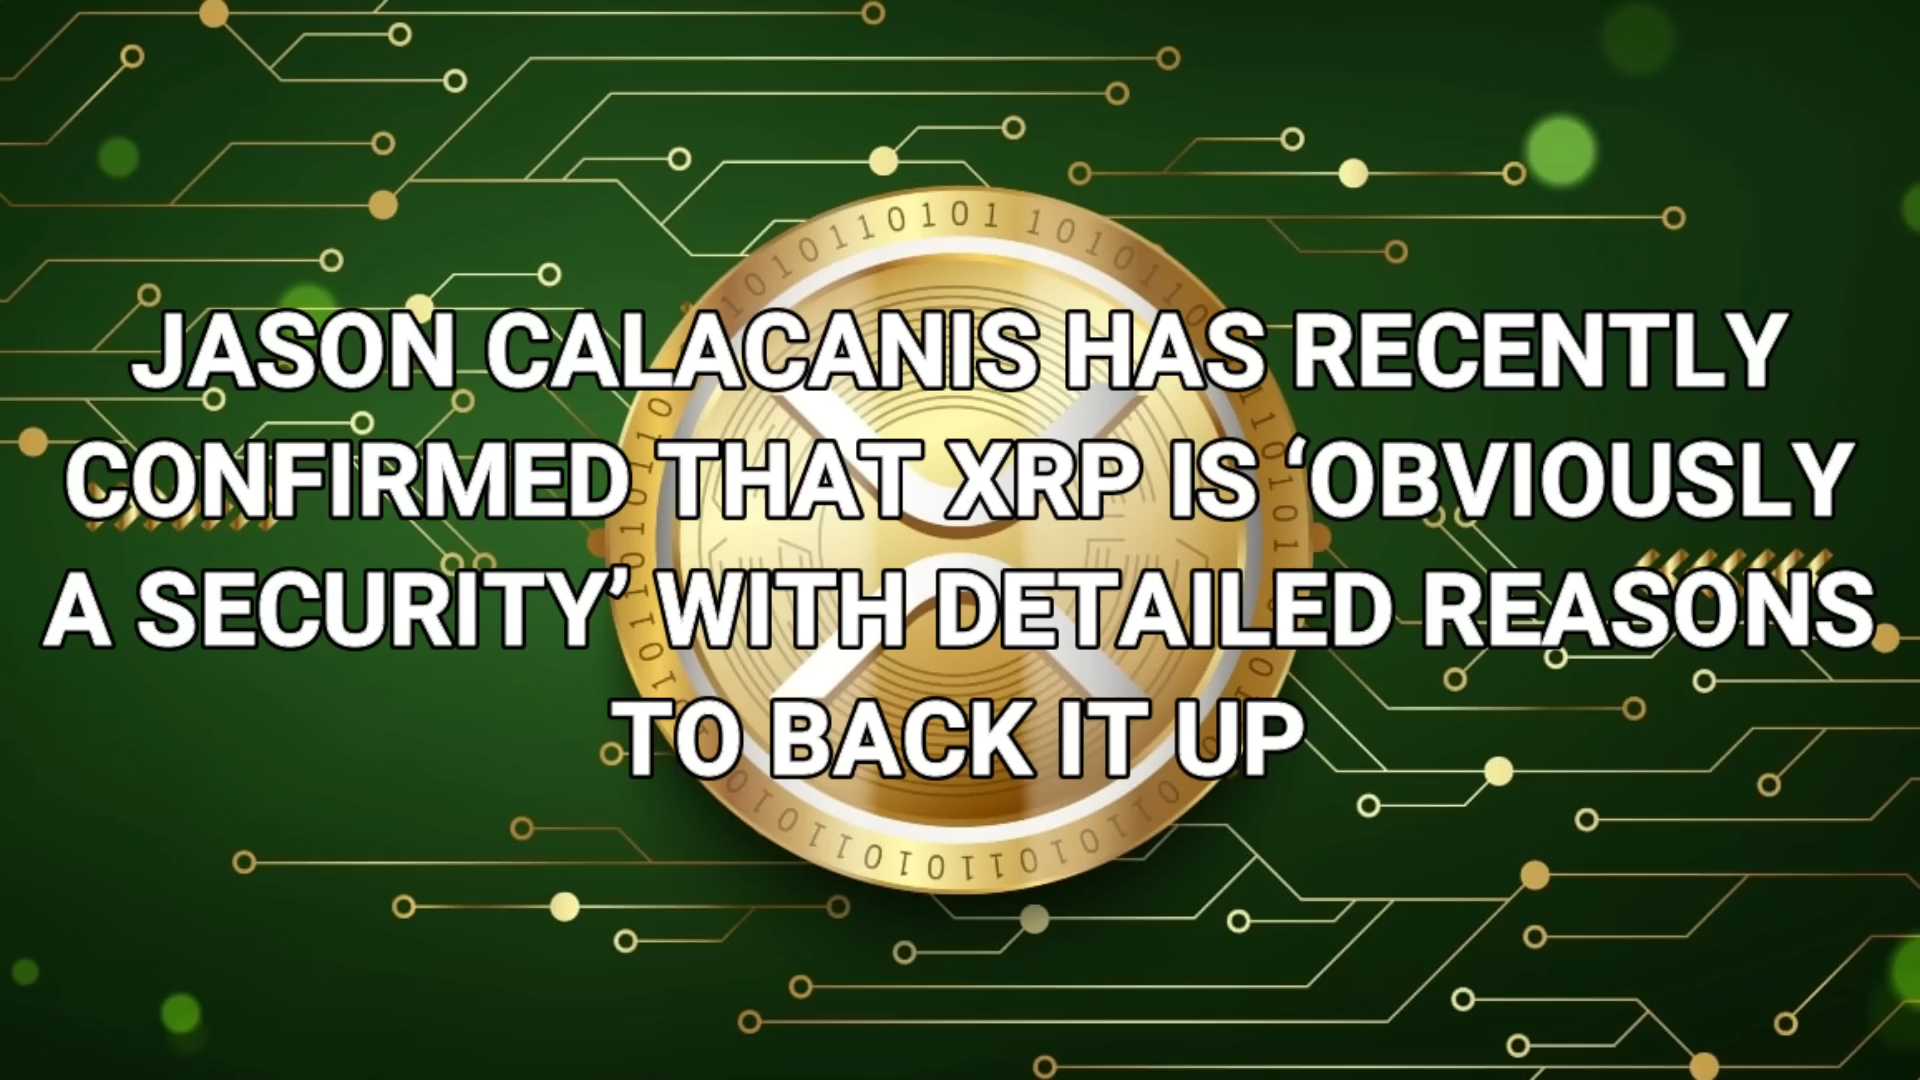 JASON CALACANIS HAS RECENTLY
CONFIRMED THAT XRP IS ‘OBVIOUSLY
A SECURITY’ WITH DETAILED REASONS
TO BACK IT UP